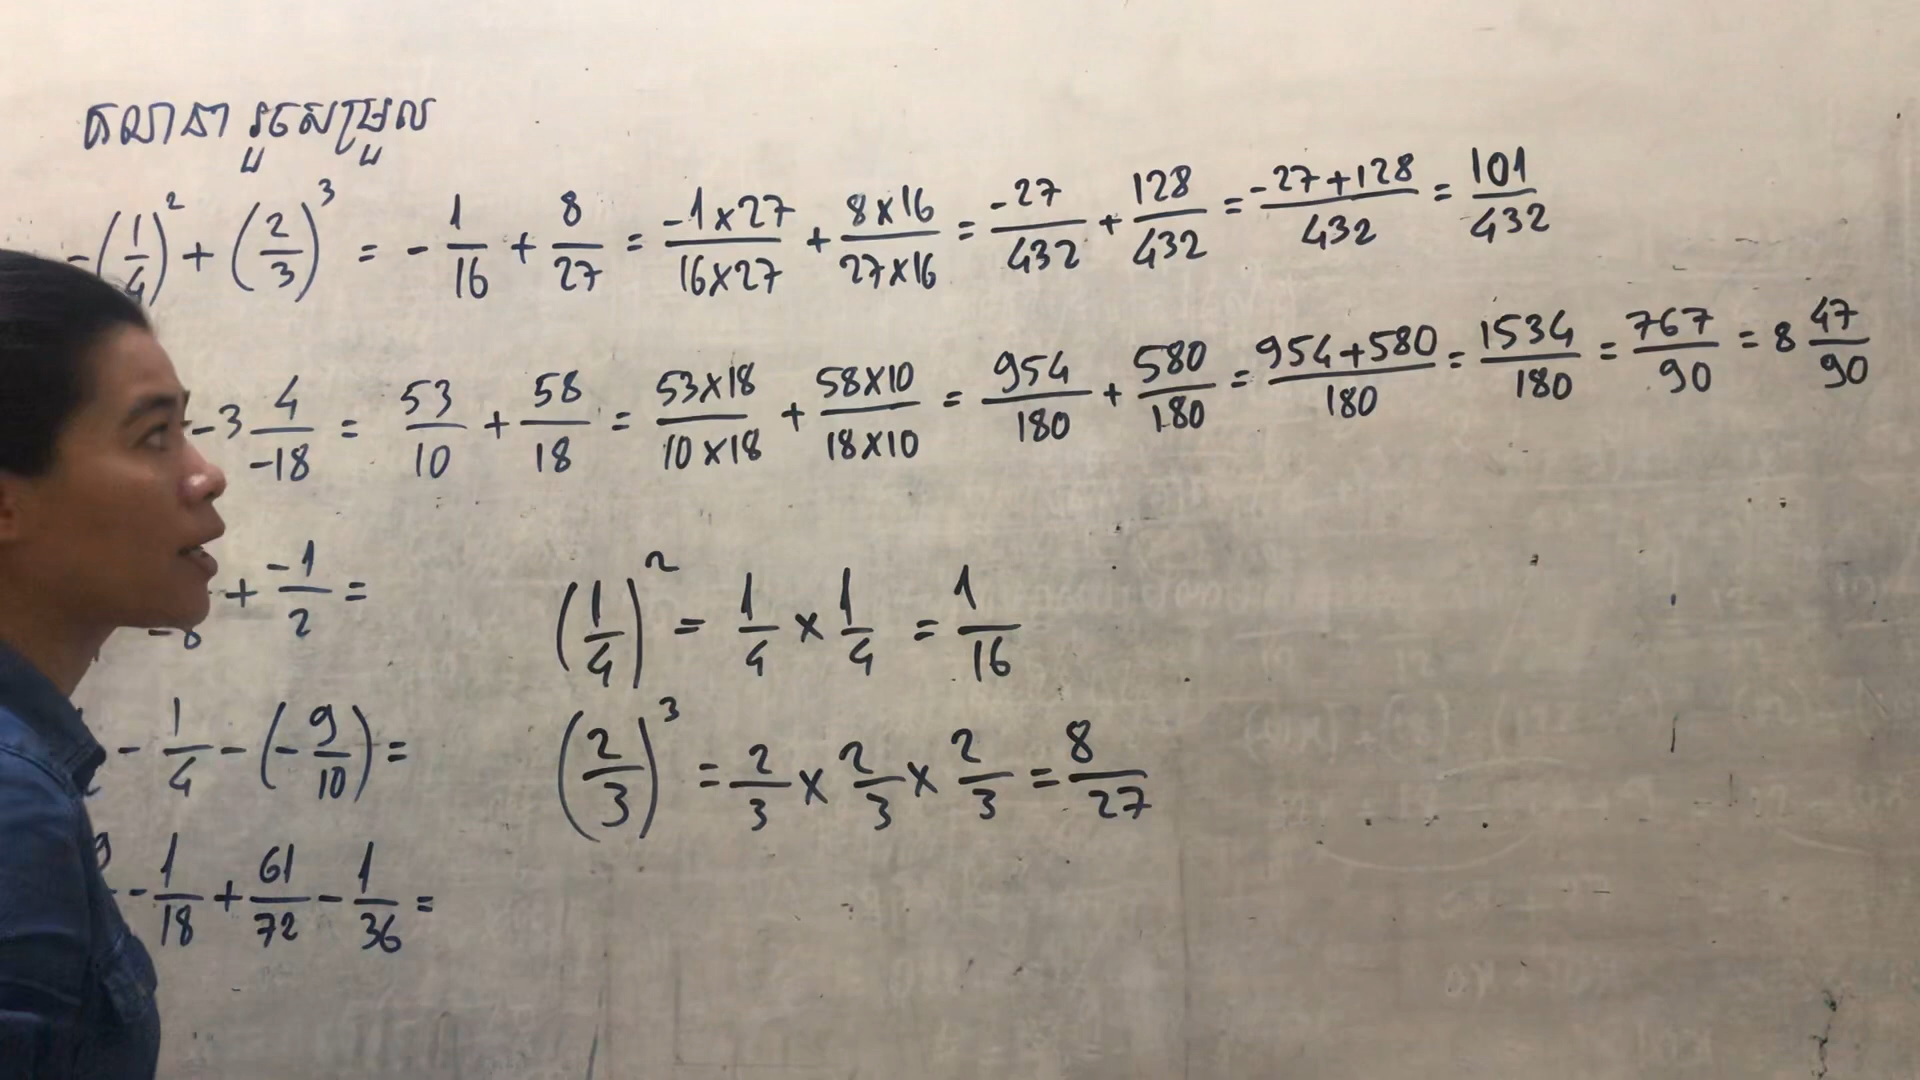 គណនា រួចសម្រួល
-(1/4)² + (2/3)³ = - 1/16 + 8/27 = -1×27/16×27 + 8×16/27×16 = -27/432 + 128/432 = -27+128/432 = 101/432
-3 4/-18 = 53/10 + 58/18 = 53×18/10×18 + 58×10/18×10 = 954/180 + 580/180 = 954+580/180 = 1534/180 = 767/90 = 8 47/90
+ -1/2 =
(1/4)² = 1/4 × 1/4 = 1/16
- 1/4 - (- 9/10) =
(2/3)³ = 2/3 × 2/3 × 2/3 = 8/27
- 1/18 + 61/72 - 1/36 =